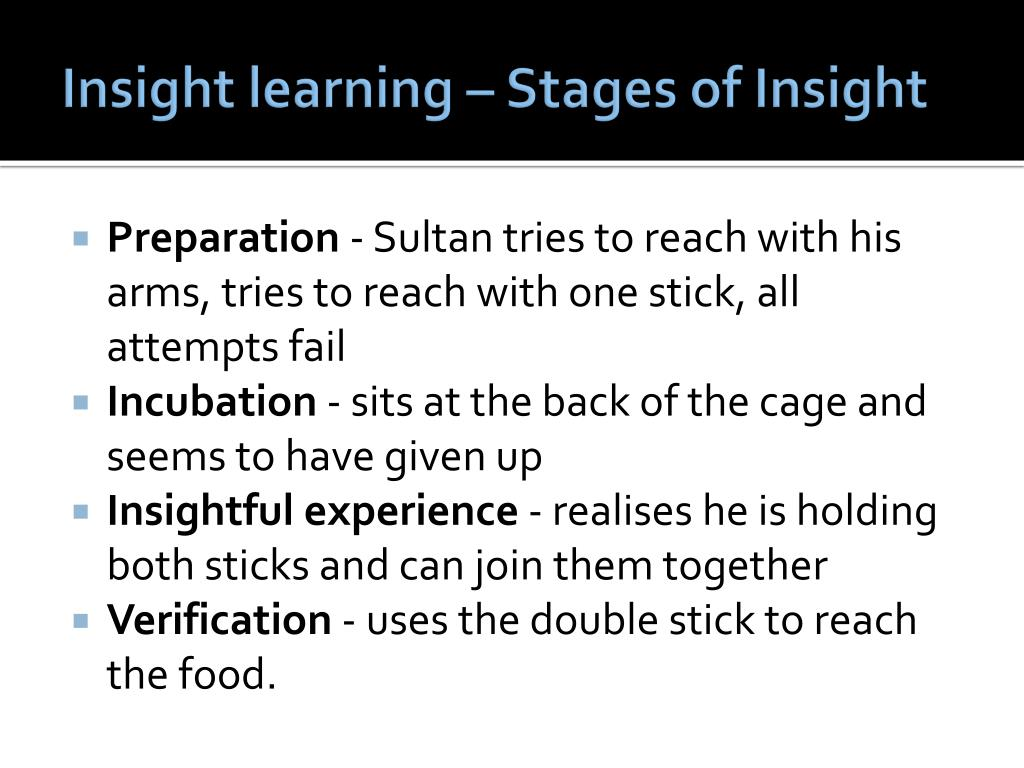 Insight learning – Stages of Insight
Preparation - Sultan tries to reach with his
arms, tries to reach with one stick, all
attempts fail
Incubation - sits at the back of the cage and
seems to have given up
Insightful experience - realises he is holding
both sticks and can join them together
Verification - uses the double stick to reach
the food.